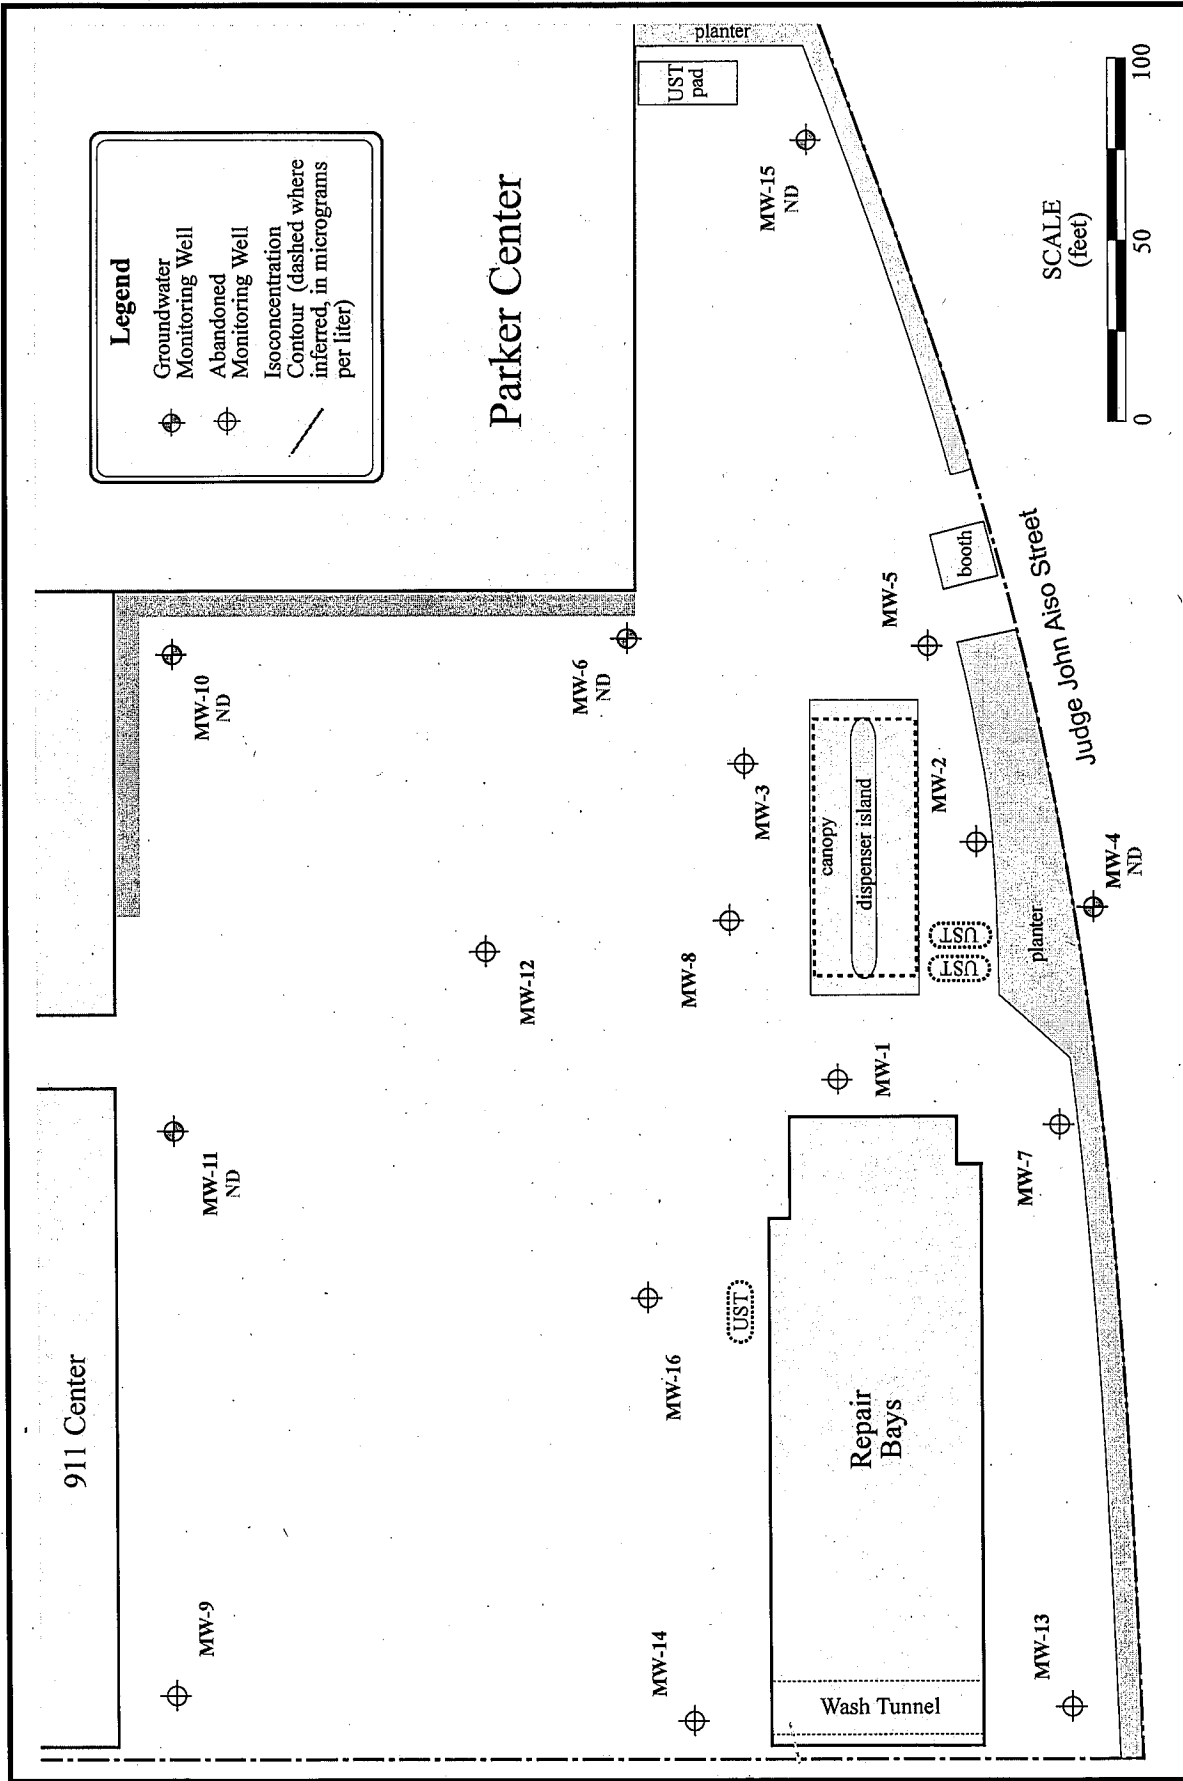 911 Center
Legend
Groundwater
Monitoring Well
Abandoned
Monitoring Well
Isoconcentration
Contour (dashed where
inferred, in micrograms
per liter)
Parker Center
planter
UST
pad
MW-9
MW-11
ND
MW-10
ND
MW-12
MW-6
ND
MW-15
ND
MW-14
MW-16
UST
MW-8
MW-3
MW-5
booth
canopy
dispenser island
MW-1
Repair
Bays
Wash Tunnel
UST
UST
MW-2
planter
MW-4
ND
MW-7
MW-13
Judge John Aiso Street
SCALE
(feet)
0
50
100